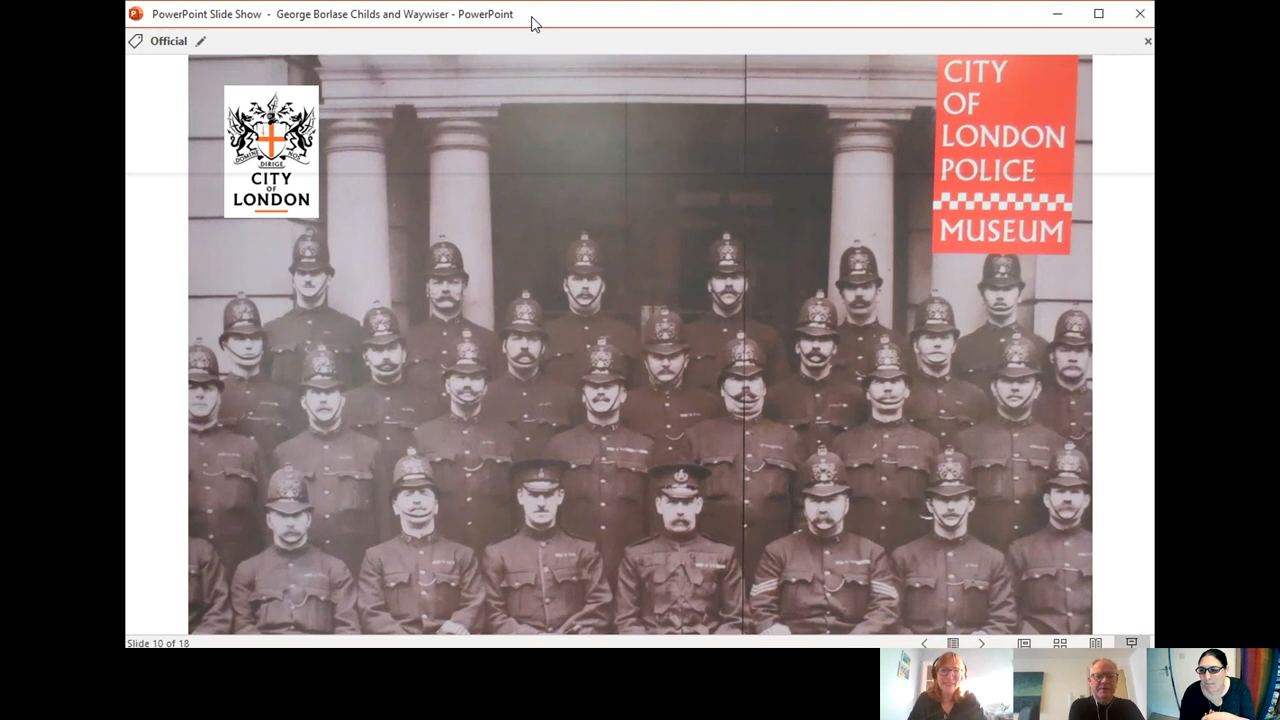 PowerPoint Slide Show - George Borlase Childs and Waywiser - PowerPoint
Official
DOMINE DIRIGE NOS
CITY
OF
LONDON
CITY
OF
LONDON
POLICE
MUSEUM
Slide 10 of 18